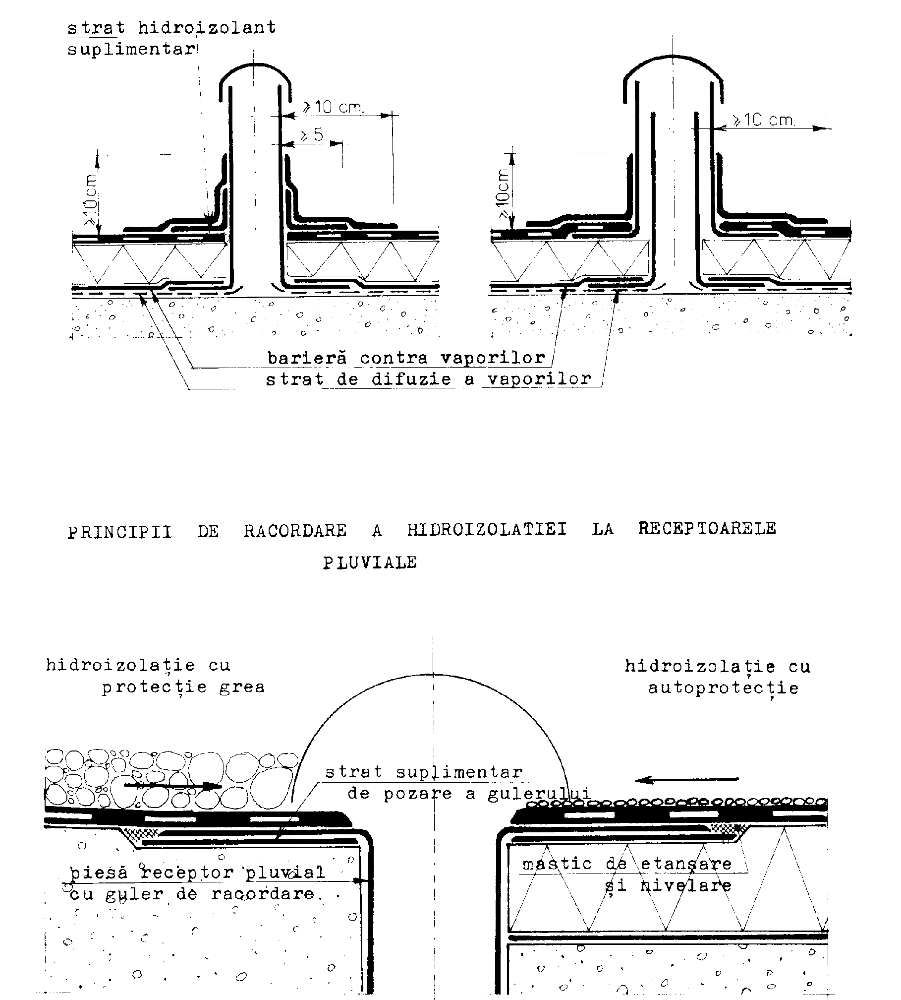 strat hidroizolant
suplimentar
⩾10 cm.
⩾ 5
⩾10cm
⩾10 cm.
⩾10cm
barieră contra vaporilor
strat de difuzie a vaporilor
PRINCIPII DE RACORDARE A HIDROIZOLATIEI LA RECEPTOARELE
PLUVIALE
hidroizolație cu
protecție grea
hidroizolație cu
autoprotecție
strat suplimentar
de pozare a gulerului
piesă receptor pluvial
cu guler de racordare.
mastic de etanșare
și nivelare